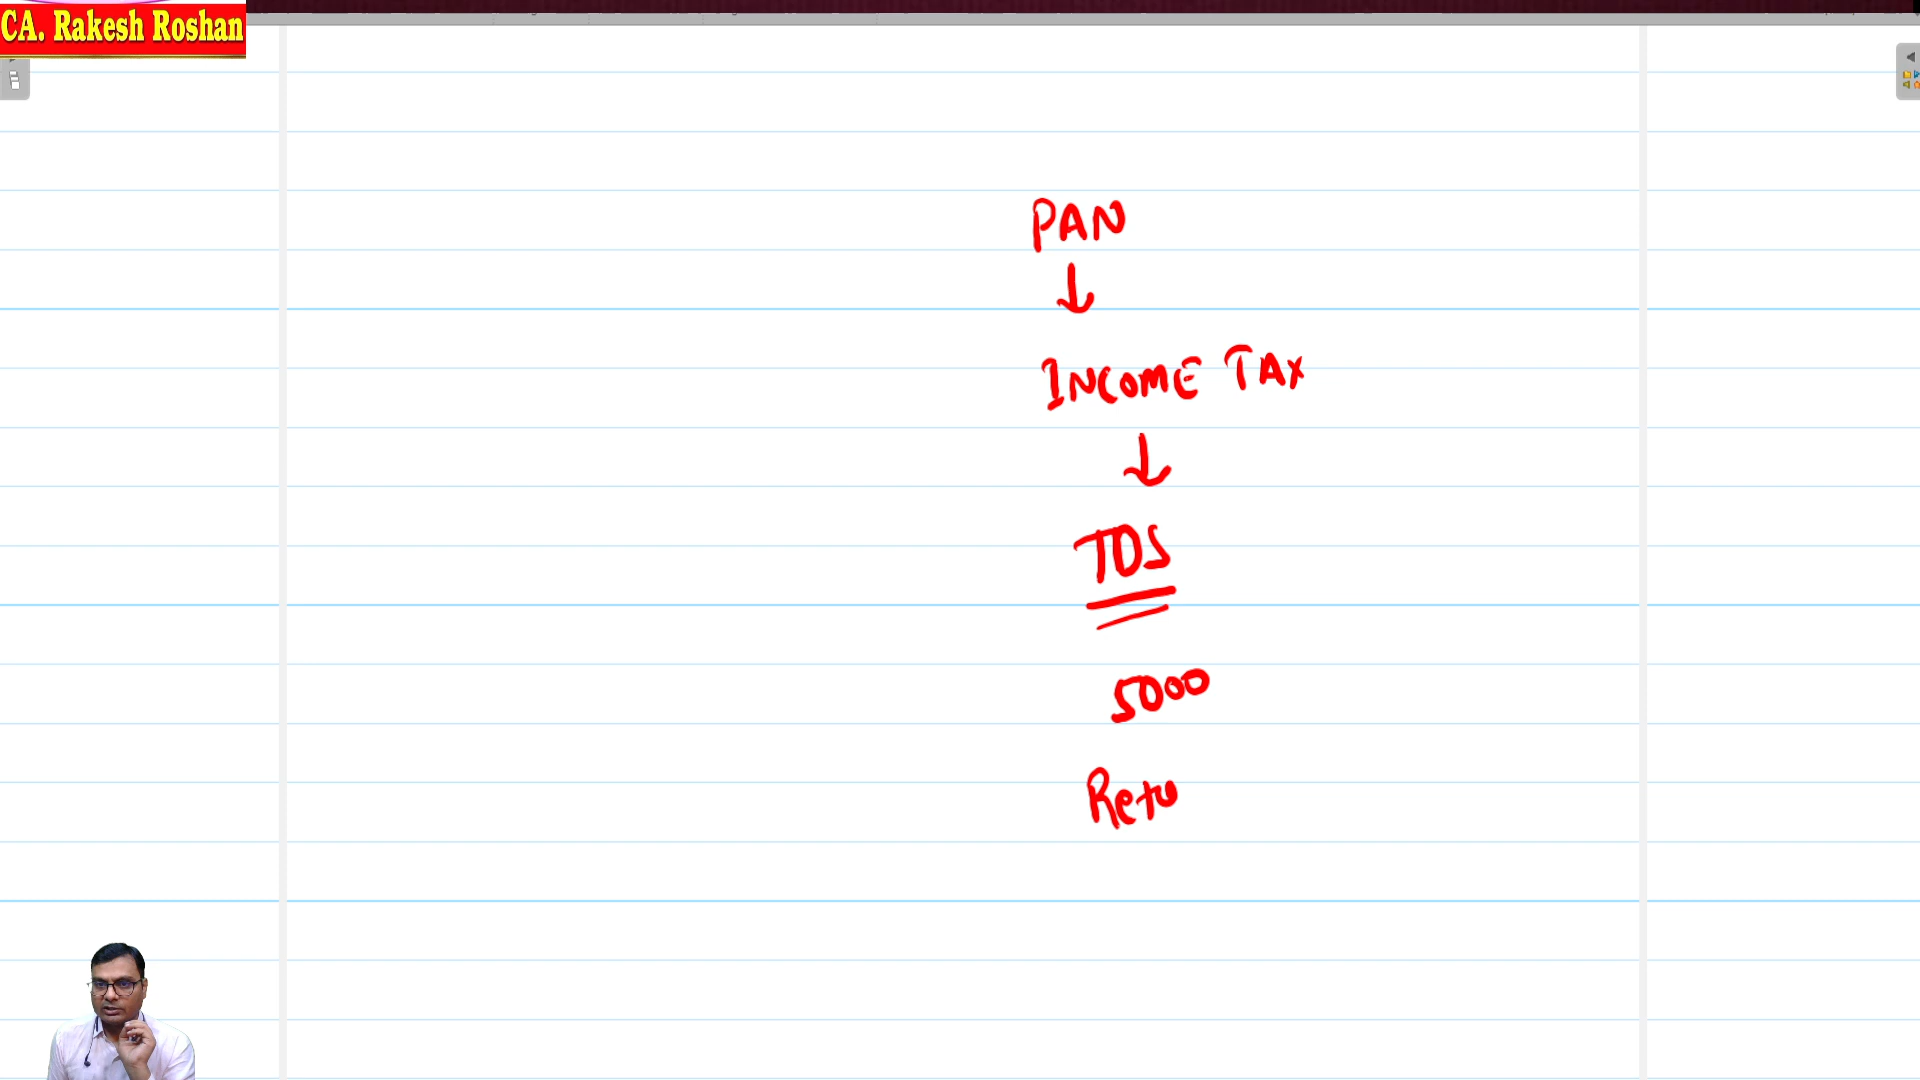 CA. Rakesh Roshan
PAN
INCOME TAX
TDS
5000
Retu